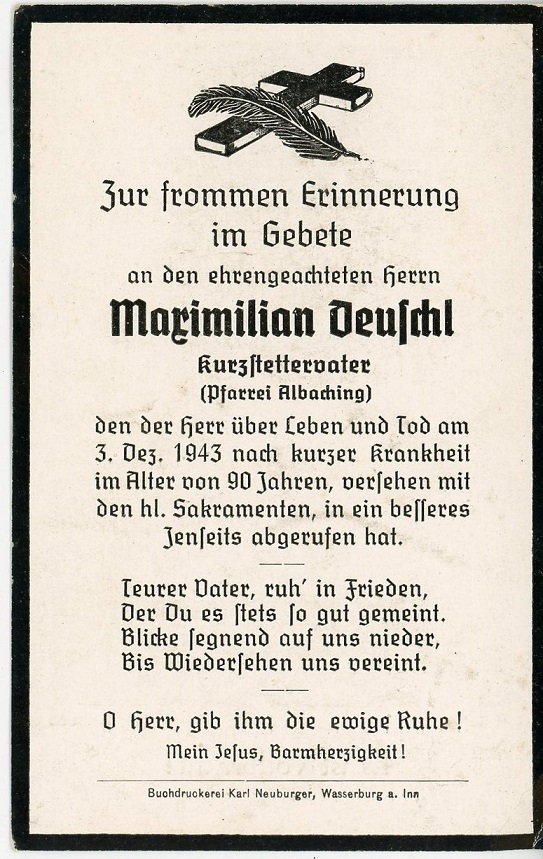 Zur frommen Erinnerung
im Gebete
an den ehrengeachteten Herrn
Maximilian Deuschl
Kurzstettervater
(Pfarrei Albaching)
den der Herr über Leben und Tod am
3. Dez. 1943 nach kurzer Krankheit
im Alter von 90 Jahren, versehen mit
den hl. Sakramenten, in ein besseres
Jenseits abgerufen hat.
Teurer Vater, ruh' in Frieden,
Der Du es stets so gut gemeint.
Blicke segnend auf uns nieder,
Bis Wiedersehen uns vereint.
O Herr, gib ihm die ewige Ruhe!
Mein Jesus, Barmherzigkeit!
Buchdruckerei Karl Neuburger, Wasserburg a. Inn